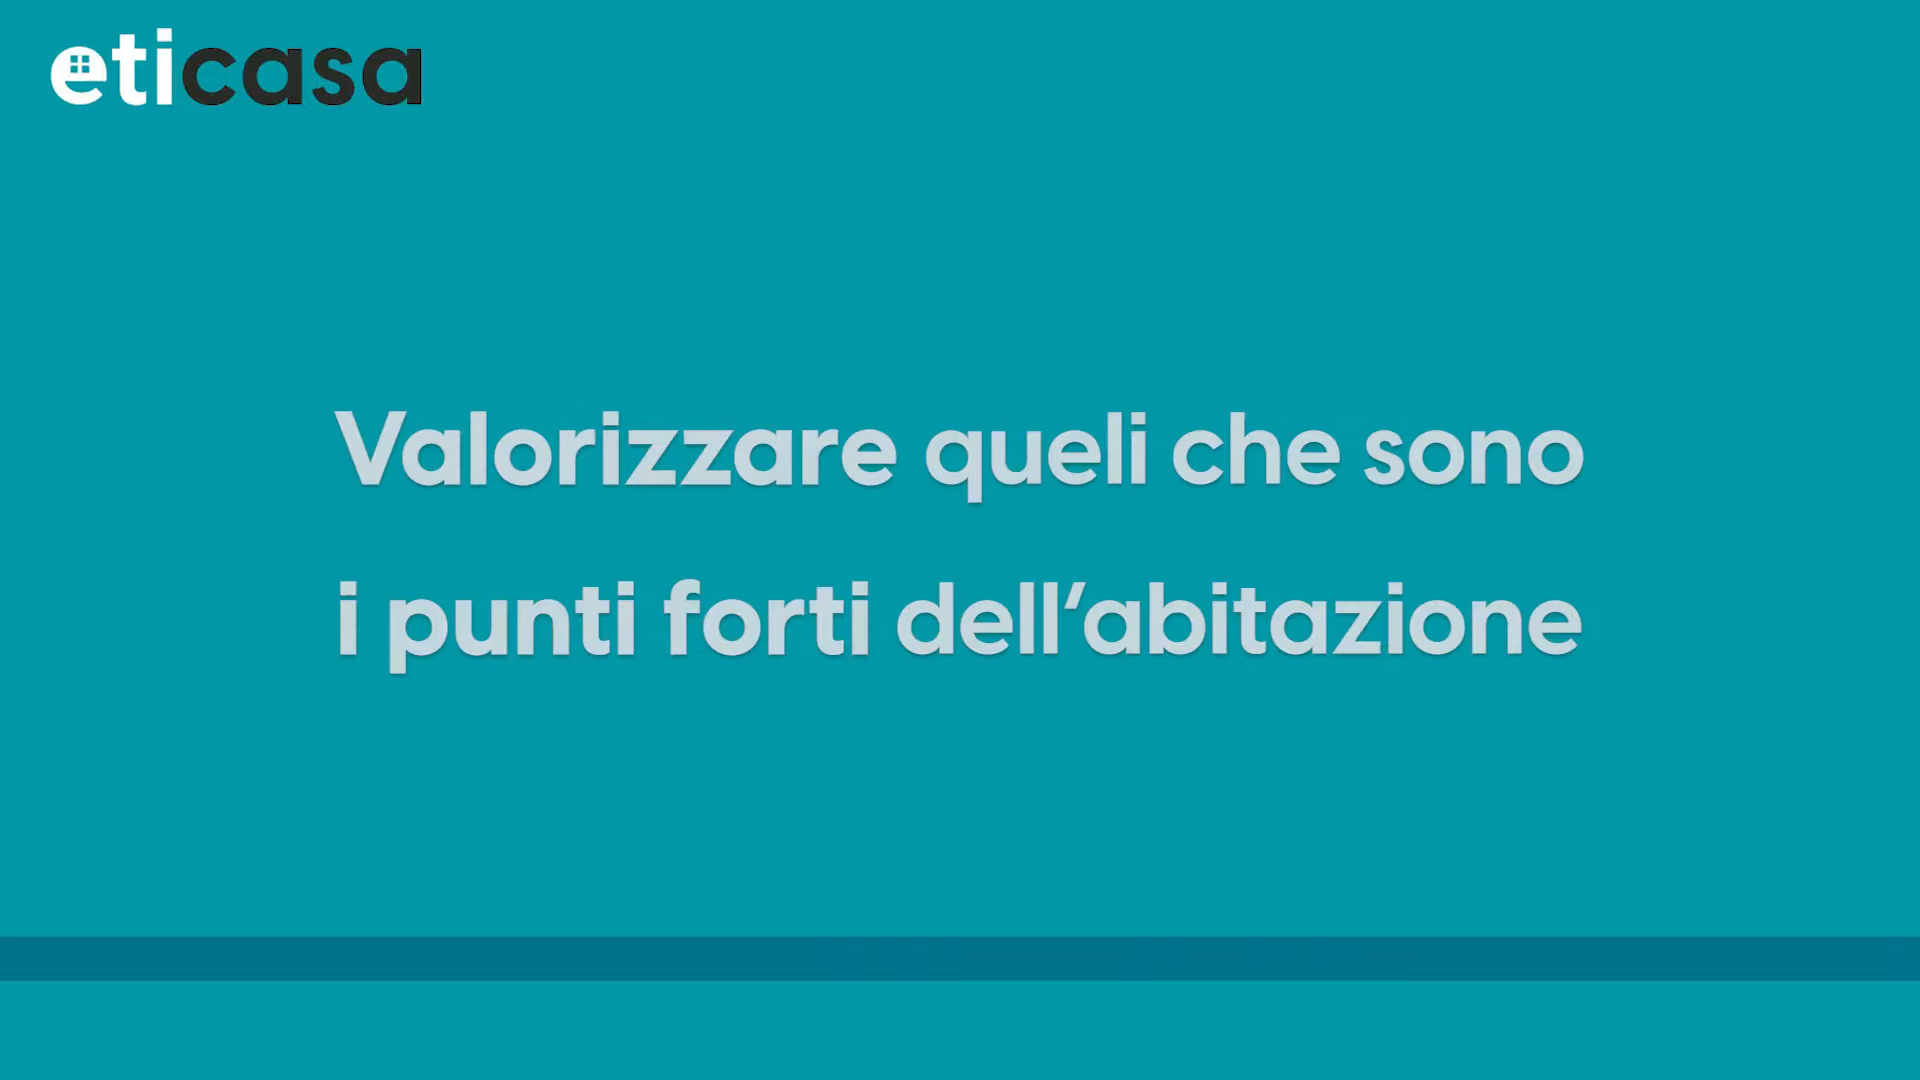 eticasa
Valorizzare queli che sono
i punti forti dell’abitazione